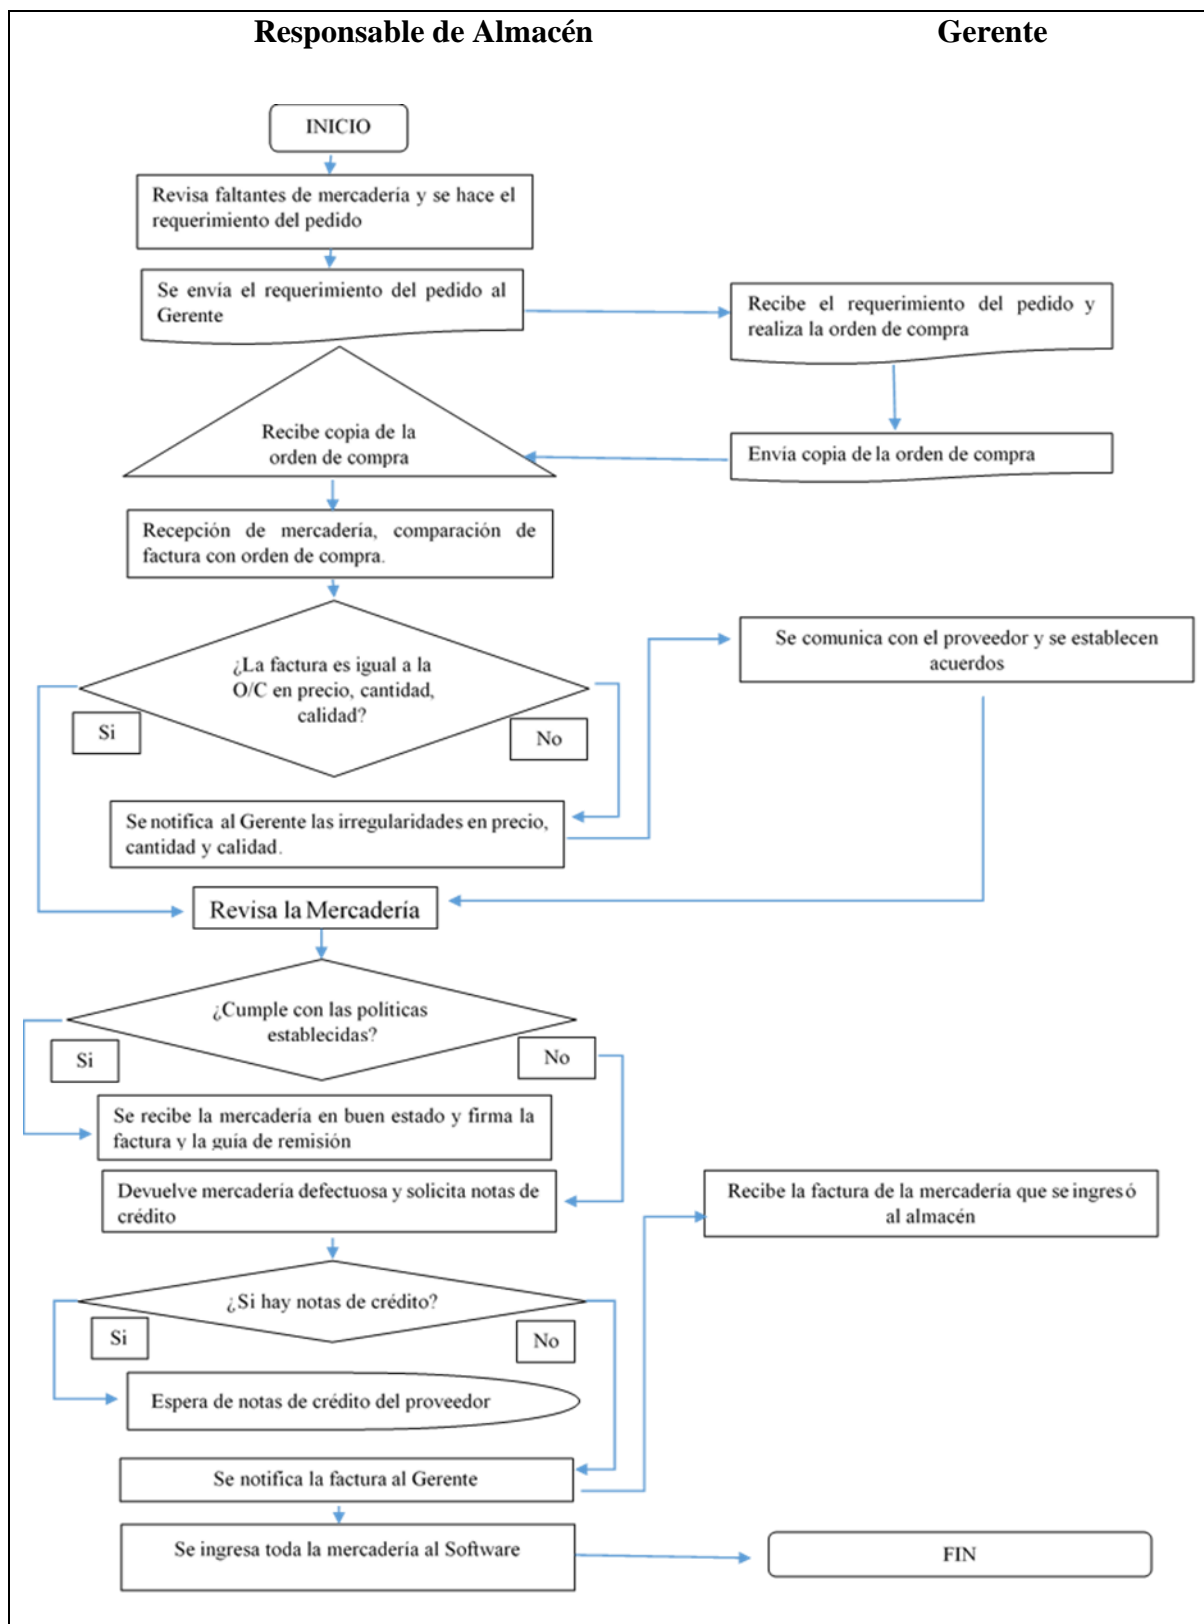 Responsable de Almacén
Gerente
INICIO
Revisa faltantes de mercadería y se hace el
requerimiento del pedido
Se envía el requerimiento del pedido al
Gerente
Recibe el requerimiento del pedido y
realiza la orden de compra
Recibe copia de la
orden de compra
Envía copia de la orden de compra
Recepción de mercadería, comparación de
factura con orden de compra.
¿La factura es igual a la
O/C en precio, cantidad,
calidad?
Se comunica con el proveedor y se establecen
acuerdos
Si
No
Se notifica al Gerente las irregularidades en precio,
cantidad y calidad.
Revisa la Mercadería
¿Cumple con las políticas
establecidas?
Si
No
Se recibe la mercadería en buen estado y firma la
factura y la guía de remisión
Devuelve mercadería defectuosa y solicita notas de
crédito
Recibe la factura de la mercadería que se ingresó
al almacén
¿Si hay notas de crédito?
Si
No
Espera de notas de crédito del proveedor
Se notifica la factura al Gerente
Se ingresa toda la mercadería al Software
FIN